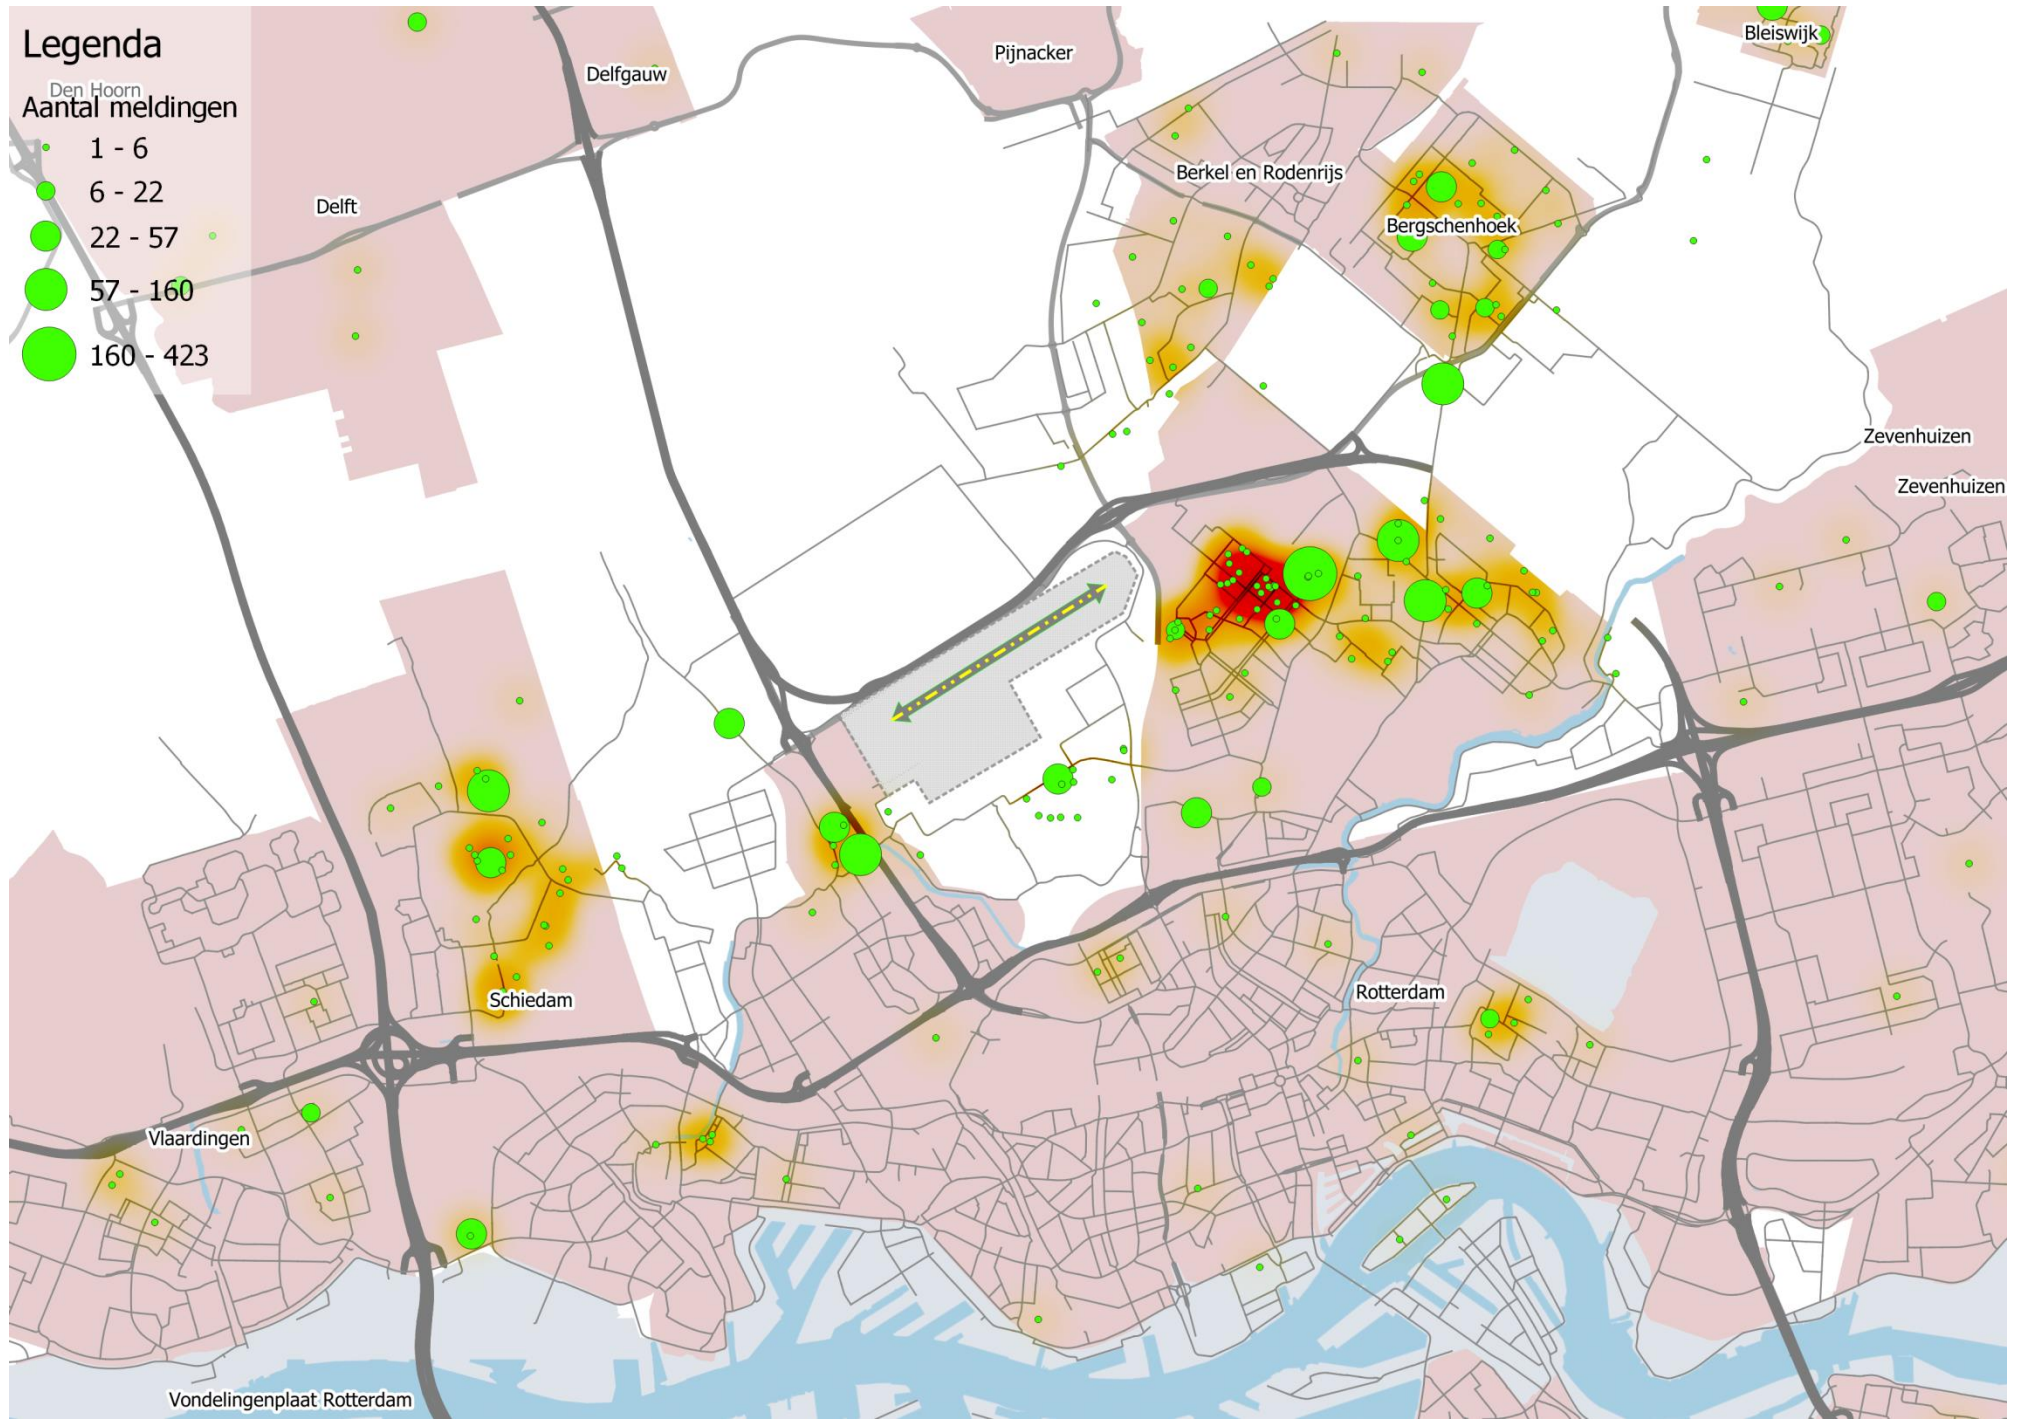 Legenda
Den Hoorn
Aantal meldingen
1 - 6
6 - 22
22 - 57
57 - 160
160 - 423
Delfgauw
Pijnacker
Bleiswijk
Delft
Berkel en Rodenrijs
Bergschenhoek
Zevenhuizen
Zevenhuizen
Schiedam
Rotterdam
Vlaardingen
Vondelingenplaat Rotterdam